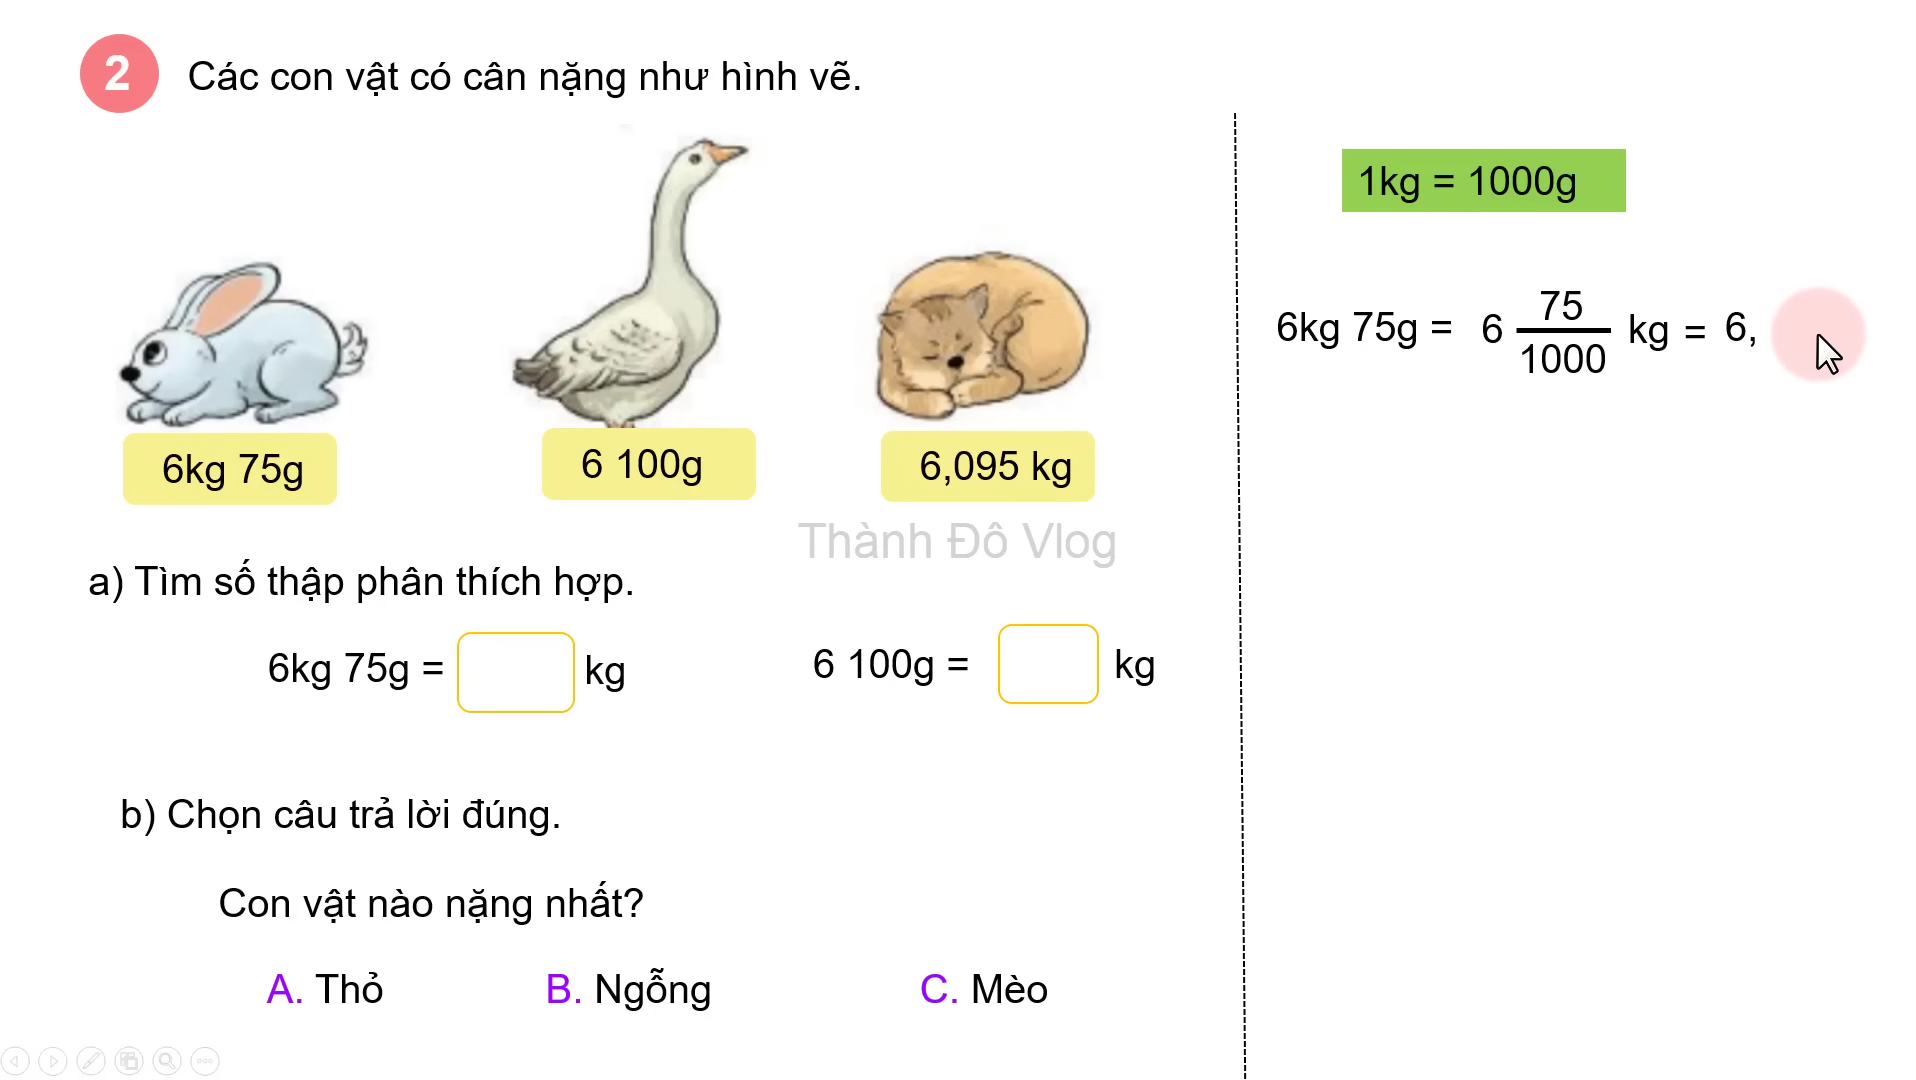 2 Các con vật có cân nặng như hình vẽ.
6kg 75g
6 100g
6,095 kg
Thành Đô Vlog
a) Tìm số thập phân thích hợp.
6kg 75g = kg
6 100g = kg
b) Chọn câu trả lời đúng.
Con vật nào nặng nhất?
A. Thỏ B. Ngỗng C. Mèo
1kg = 1000g
6kg 75g = 6 75/1000 kg = 6,